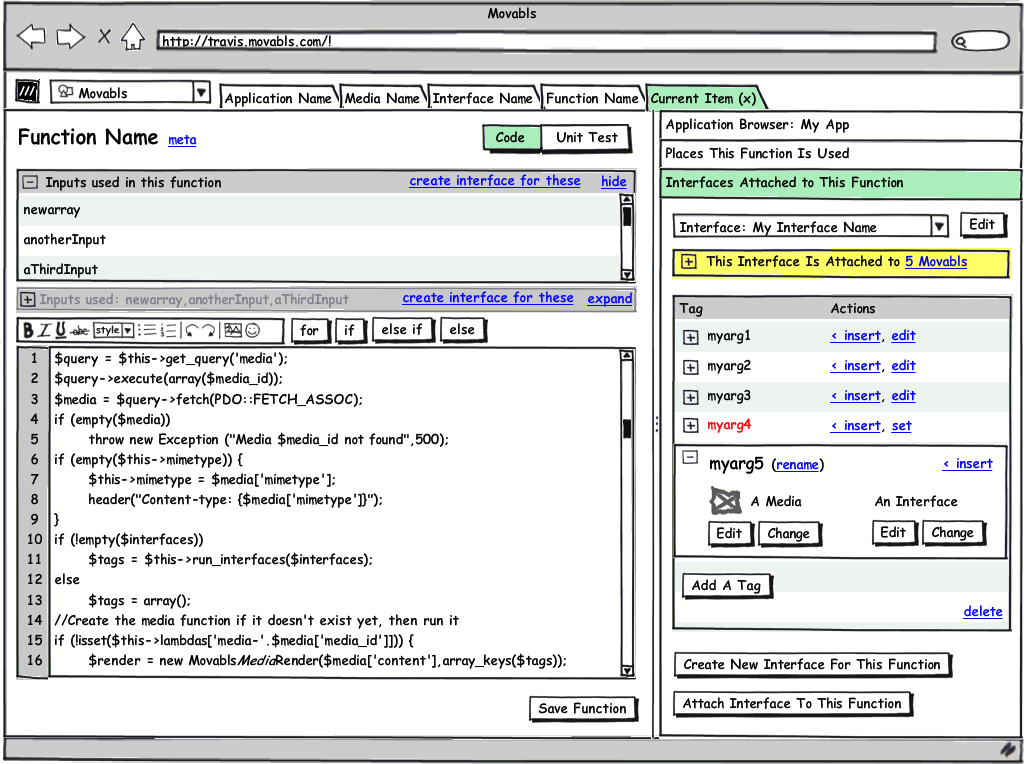 Movabls
http://travis.movabls.com/!
Movabls
Application Name
Media Name
Interface Name
Function Name
Current Item (x)
Function Name meta
Code
Unit Test
Inputs used in this function create interface for these hide
newarray
anotherInput
aThirdInput
Inputs used: newarray,anotherInput,aThirdInput create interface for these expand
B I U abc style
for
if
else if
else
1 $query = $this->get_query('media');
2 $query->execute(array($media_id));
3 $media = $query->fetch(PDO::FETCH_ASSOC);
4 if (empty($media))
5 throw new Exception ("Media $media_id not found",500);
6 if (empty($this->mimetype)) {
7 $this->mimetype = $media['mimetype'];
8 header("Content-type: {$media['mimetype']}");
9 }
10 if (!empty($interfaces))
11 $tags = $this->run_interfaces($interfaces);
12 else
13 $tags = array();
14 //Create the media function if it doesn't exist yet, then run it
15 if (!isset($this->lambdas['media-'.$media['media_id']])) {
16 $render = new MovablsMediaRender($media['content'],array_keys($tags));
Save Function
Application Browser: My App
Places This Function Is Used
Interfaces Attached to This Function
Interface: My Interface Name
Edit
This Interface Is Attached to 5 Movabls
Tag Actions
myarg1 < insert, edit
myarg2 < insert, edit
myarg3 < insert, edit
myarg4 < insert, set
myarg5 (rename) < insert
A Media An Interface
Edit Change Edit Change
Add A Tag
delete
Create New Interface For This Function
Attach Interface To This Function